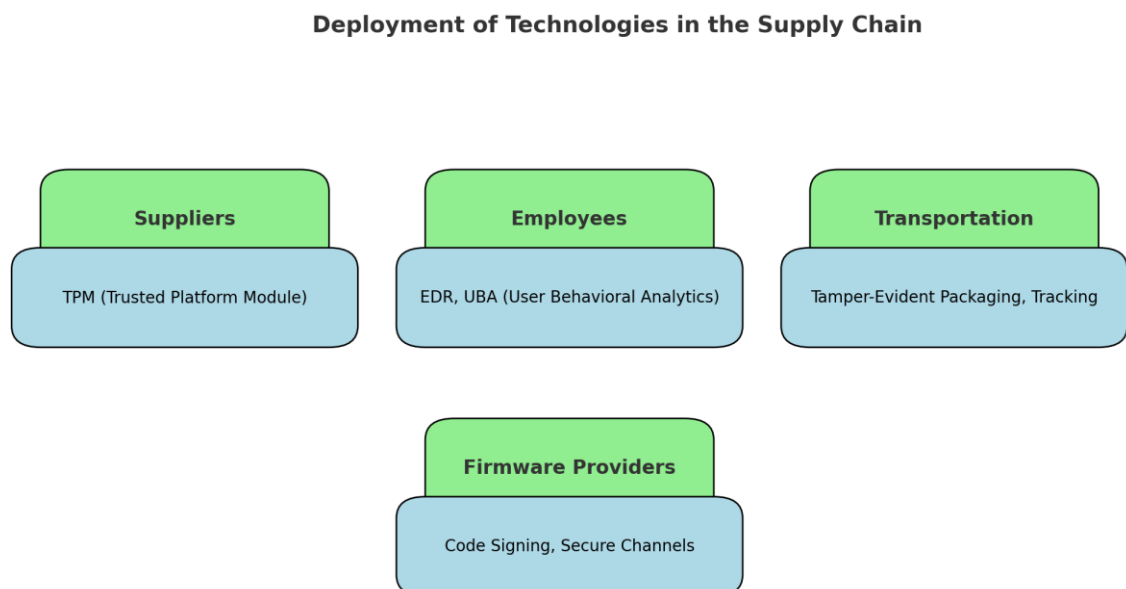 Deployment of Technologies in the Supply Chain
Suppliers
TPM (Trusted Platform Module)
Employees
EDR, UBA (User Behavioral Analytics)
Transportation
Tamper-Evident Packaging, Tracking
Firmware Providers
Code Signing, Secure Channels